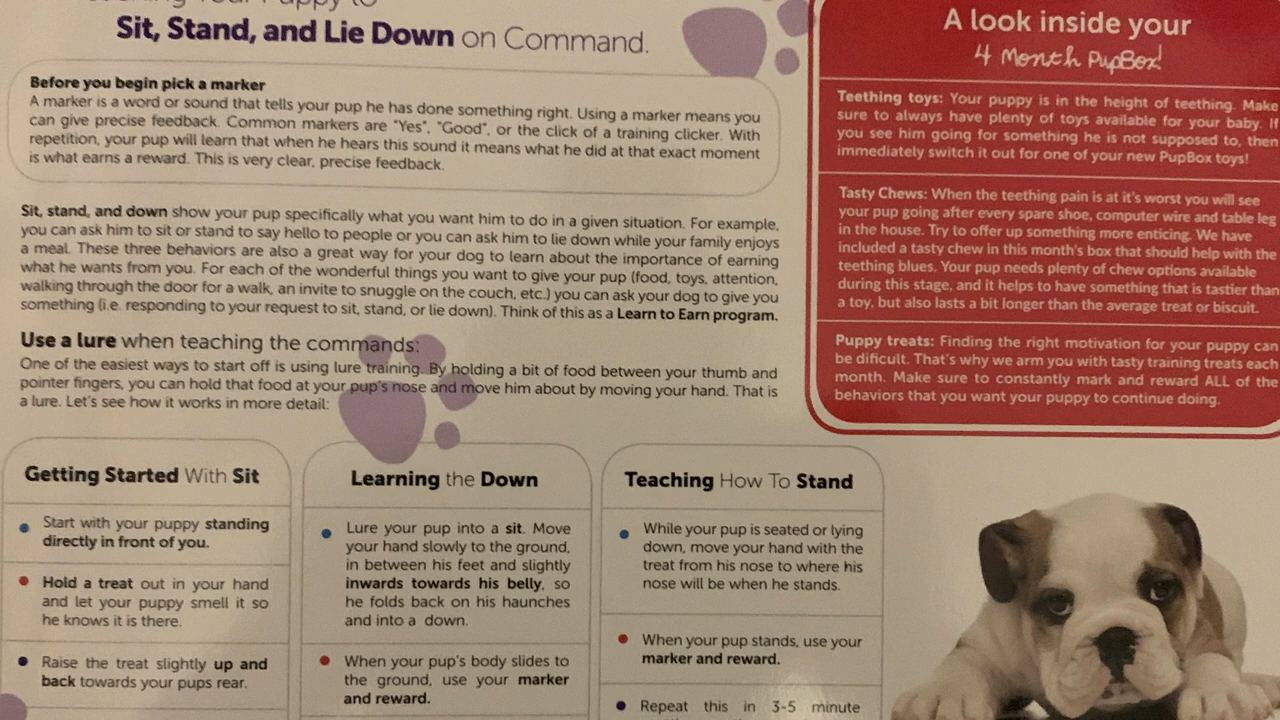 Puppy to
Sit, Stand, and Lie Down on Command.
Before you begin pick a marker
A marker is a word or sound that tells your pup he has done something right. Using a marker means you
can give precise feedback. Common markers are "Yes", "Good", or the click of a training clicker. With
repetition, your pup will learn that when he hears this sound it means what he did at that exact moment
is what earns a reward. This is very clear, precise feedback.
Sit, stand, and down show your pup specifically what you want him to do in a given situation. For example,
you can ask him to sit or stand to say hello to people or you can ask him to lie down while your family enjoys
a meal. These three behaviors are also a great way for your dog to learn about the importance of earning
what he wants from you. For each of the wonderful things you want to give your pup (food, toys, attention,
walking through the door for a walk, an invite to snuggle on the couch, etc.) you can ask your dog to give you
something (i.e. responding to your request to sit, stand, or lie down). Think of this as a Learn to Earn program.
Use a lure when teaching the commands:
One of the easiest ways to start off is using lure training. By holding a bit of food between your thumb and
pointer fingers, you can hold that food at your pup's nose and move him about by moving your hand. That is
a lure. Let's see how it works in more detail:
Getting Started With Sit
Start with your puppy standing
directly in front of you.
Hold a treat out in your hand
and let your puppy smell it so
he knows it is there.
Raise the treat slightly up and
back towards your pups rear.
Learning the Down
Lure your pup into a sit. Move
your hand slowly to the ground,
in between his feet and slightly
inwards towards his belly, so
he folds back on his haunches
and into a down.
When your pup's body slides to
the ground, use your marker
and reward.
Teaching How To Stand
While your pup is seated or lying
down, move your hand with the
treat from his nose to where his
nose will be when he stands.
When your pup stands, use your
marker and reward.
Repeat this in 3-5 minute
A look inside your
4 Month PupBox!
Teething toys: Your puppy is in the height of teething. Make
sure to always have plenty of toys available for your baby. If
you see him going for something he is not supposed to, then
immediately switch it out for one of your new PupBox toys!
Tasty Chews: When the teething pain is at it's worst you will see
your pup going after every spare shoe, computer wire and table leg
in the house. Try to offer up something more enticing. We have
included a tasty chew in this month's box that should help with the
teething blues. Your pup needs plenty of chew options available
during this stage, and it helps to have something that is tastier than
a toy, but also lasts a bit longer than the average treat or biscuit.
Puppy treats: Finding the right motivation for your puppy can
be dificult. That's why we arm you with tasty training treats each
month. Make sure to constantly mark and reward ALL of the
behaviors that you want your puppy to continue doing.